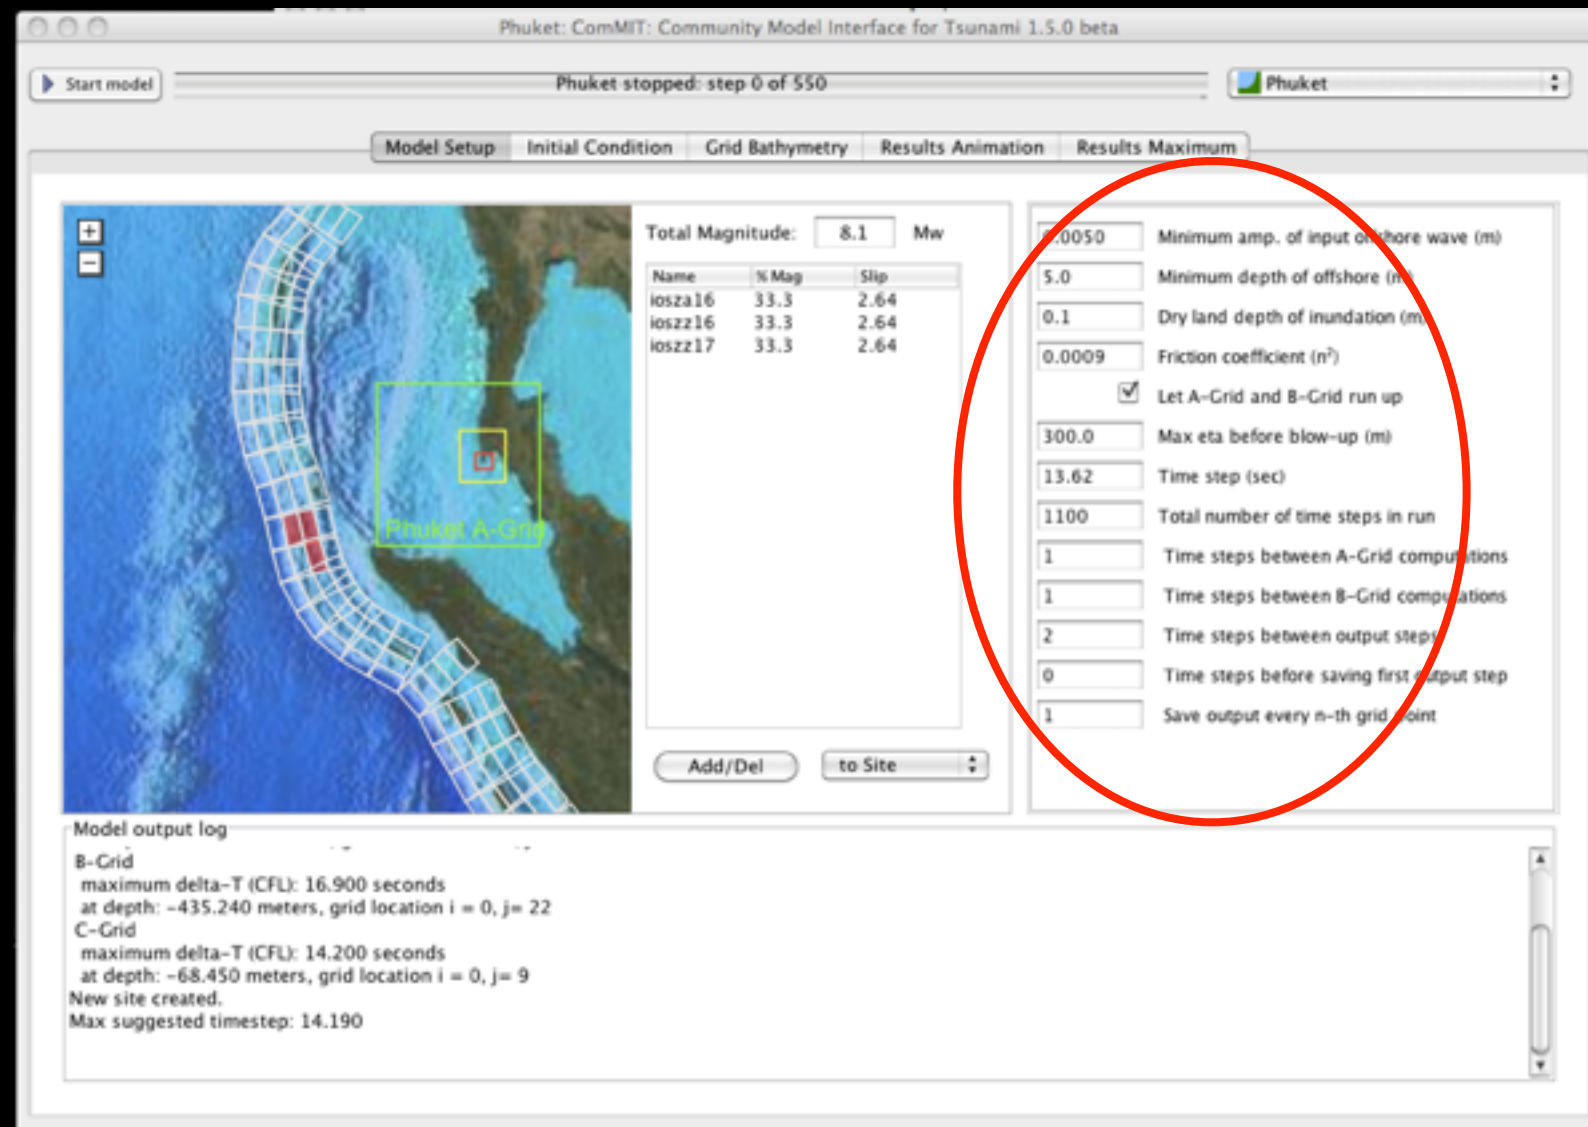 Phuket: ComMIT: Community Model Interface for Tsunami 1.5.0 beta
Start model
Phuket stopped: step 0 of 550
Phuket
Model Setup Initial Condition Grid Bathymetry Results Animation Results Maximum
+
−
Phuket A-Grid
Total Magnitude: 8.1 Mw
Name % Mag Slip
iosza16 33.3 2.64
ioszz16 33.3 2.64
ioszz17 33.3 2.64
Add/Del to Site
0.0050 Minimum amp. of input offshore wave (m)
5.0 Minimum depth of offshore (m)
0.1 Dry land depth of inundation (m)
0.0009 Friction coefficient (n²)
Let A-Grid and B-Grid run up
300.0 Max eta before blow-up (m)
13.62 Time step (sec)
1100 Total number of time steps in run
1 Time steps between A-Grid computations
1 Time steps between B-Grid computations
2 Time steps between output steps
0 Time steps before saving first output step
1 Save output every n-th grid point
Model output log
B-Grid
maximum delta-T (CFL): 16.900 seconds
at depth: -435.240 meters, grid location i = 0, j= 22
C-Grid
maximum delta-T (CFL): 14.200 seconds
at depth: -68.450 meters, grid location i = 0, j= 9
New site created.
Max suggested timestep: 14.190